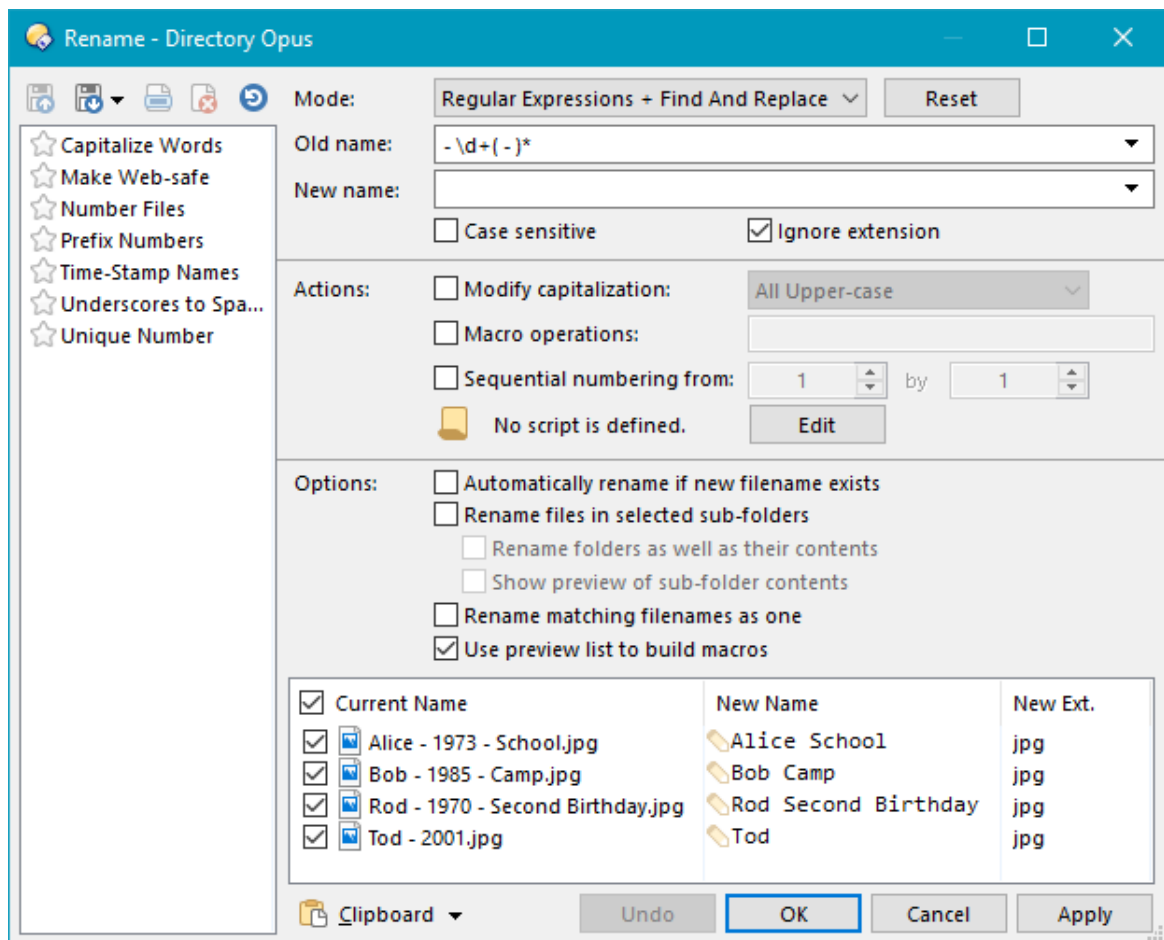 Rename - Directory Opus
Mode: Regular Expressions + Find And Replace Reset
Capitalize Words
Make Web-safe
Number Files
Prefix Numbers
Time-Stamp Names
Underscores to Spa...
Unique Number
Old name: - \d+( - )*
New name:
Case sensitive Ignore extension
Actions: Modify capitalization: All Upper-case
Macro operations:
Sequential numbering from: 1 by 1
No script is defined. Edit
Options: Automatically rename if new filename exists
Rename files in selected sub-folders
Rename folders as well as their contents
Show preview of sub-folder contents
Rename matching filenames as one
Use preview list to build macros
Current Name New Name New Ext.
Alice - 1973 - School.jpg Alice School jpg
Bob - 1985 - Camp.jpg Bob Camp jpg
Rod - 1970 - Second Birthday.jpg Rod Second Birthday jpg
Tod - 2001.jpg Tod jpg
Clipboard Undo OK Cancel Apply